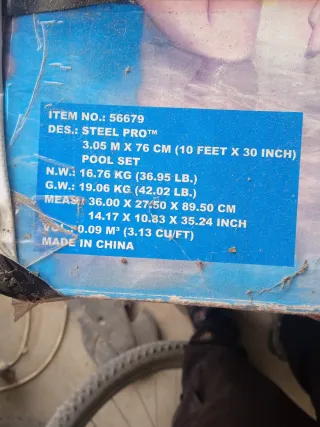 ITEM NO.: 56679
DES.: STEEL PRO™
3.05 M X 76 CM (10 FEET X 30 INCH)
POOL SET
N.W.: 16.76 KG (36.95 LB.)
G.W.: 19.06 KG (42.02 LB.)
MEAS.: 36.00 X 27.50 X 89.50 CM
14.17 X 10.83 X 35.24 INCH
VOL.: 0.09 M³ (3.13 CU/FT)
MADE IN CHINA